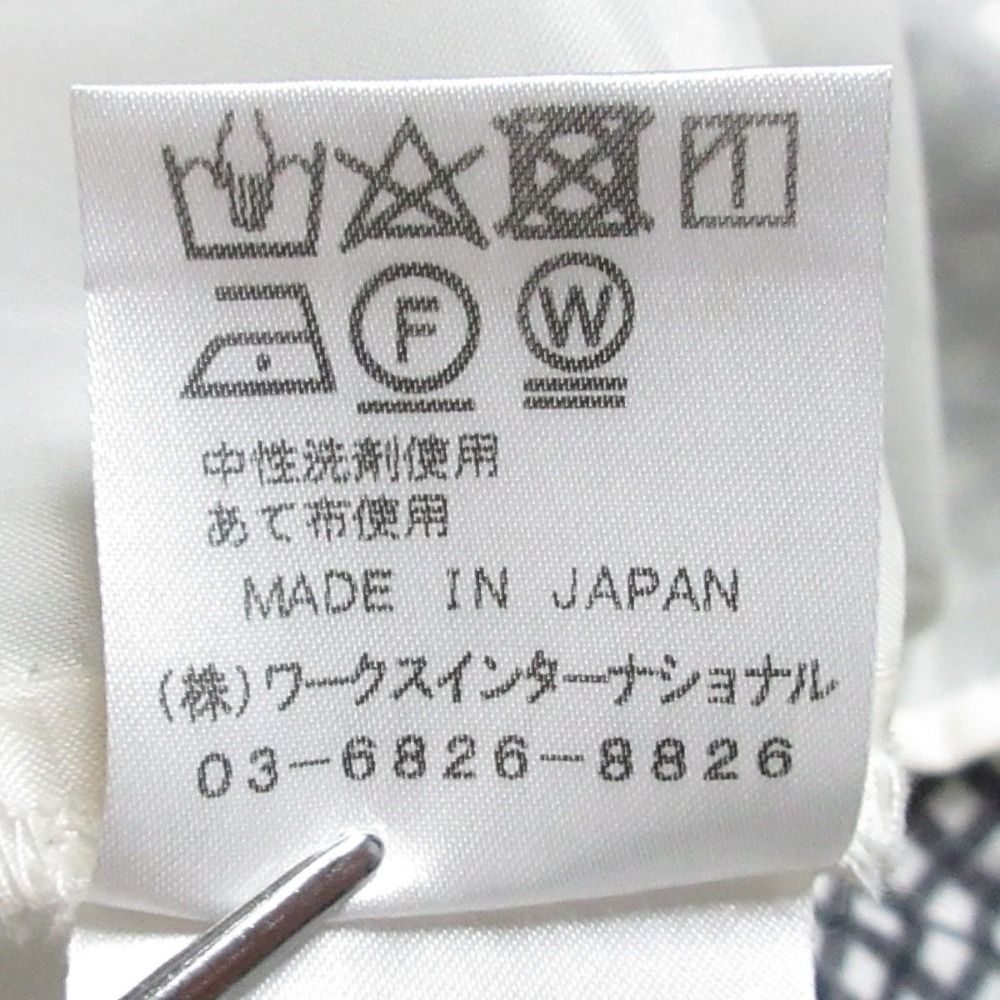 F W
中性洗剤使用
あて布使用
MADE IN JAPAN
(株)ワークスインターナショナル
03-6826-8826